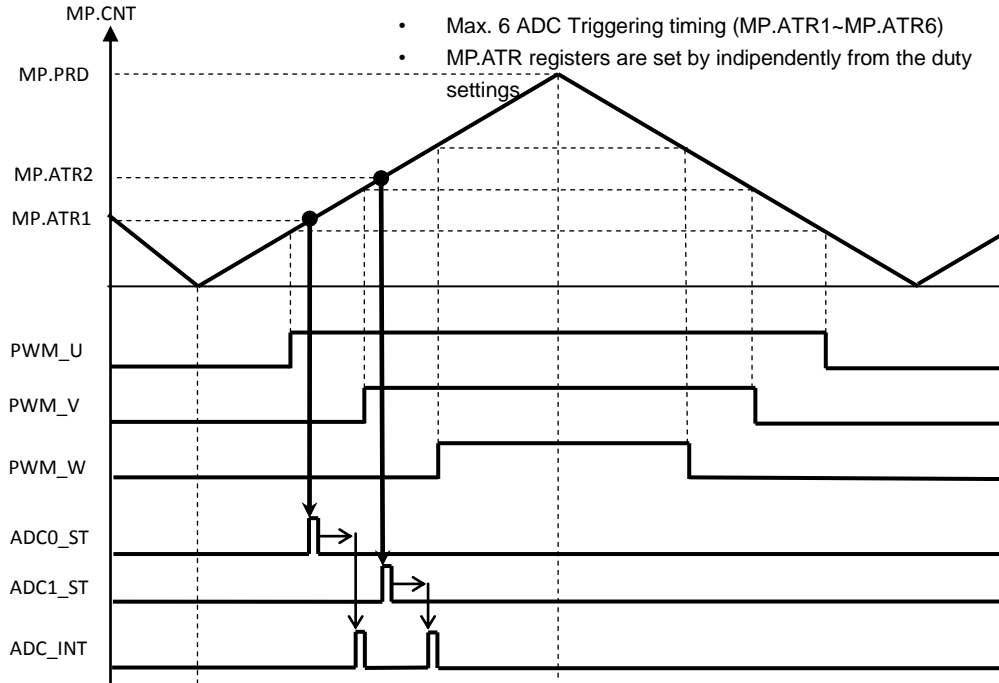 MP.CNT
• Max. 6 ADC Triggering timing (MP.ATR1~MP.ATR6)
• MP.ATR registers are set by indipendently from the duty
settings
MP.PRD
MP.ATR2
MP.ATR1
PWM_U
PWM_V
PWM_W
ADC0_ST
ADC1_ST
ADC_INT